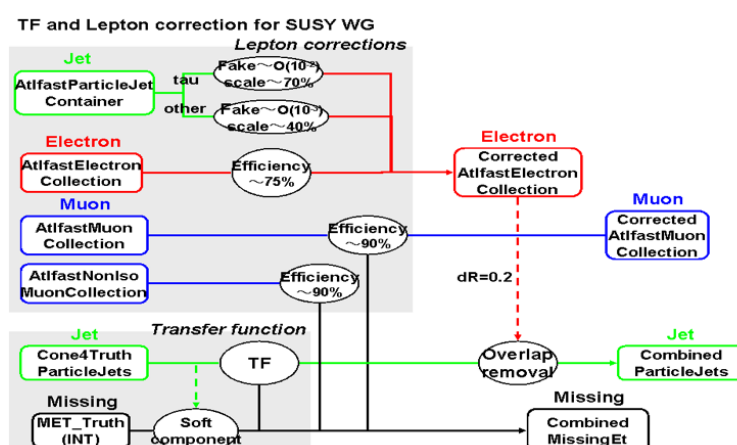 TF and Lepton correction for SUSY WG
Lepton corrections
Jet
AtlfastParticleJet
Container
tau
other
Fake～O(10⁻²)
scale～70%
Fake～O(10⁻³)
scale～40%
Electron
AtlfastElectron
Collection
Efficiency
～75%
Electron
Corrected
AtlfastElectron
Collection
Muon
AtlfastMuon
Collection
Efficiency
～90%
Muon
Corrected
AtlfastMuon
Collection
AtlfastNonIso
MuonCollection
Efficiency
～90%
dR=0.2
Transfer function
Jet
Cone4Truth
ParticleJets
TF
Overlap
removal
Jet
Combined
ParticleJets
Missing
MET_Truth
(INT)
Soft
component
Missing
Combined
MissingEt